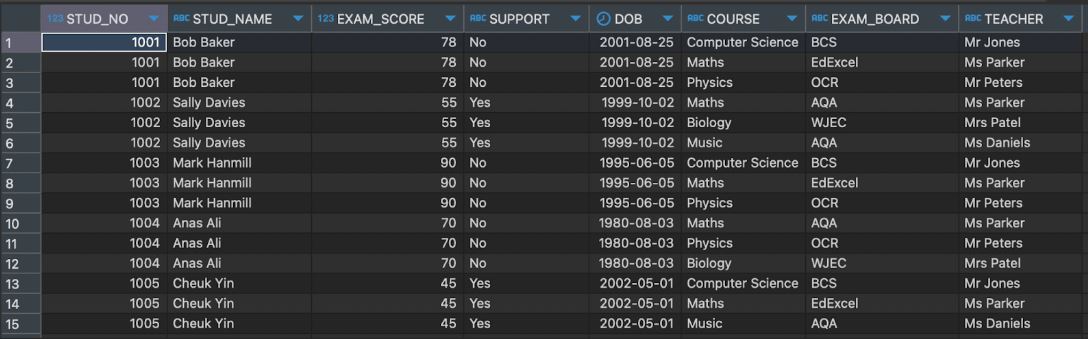 123 STUD_NO ABC STUD_NAME 123 EXAM_SCORE ABC SUPPORT DOB ABC COURSE ABC EXAM_BOARD ABC TEACHER
1 1001 Bob Baker 78 No 2001-08-25 Computer Science BCS Mr Jones
2 1001 Bob Baker 78 No 2001-08-25 Maths EdExcel Ms Parker
3 1001 Bob Baker 78 No 2001-08-25 Physics OCR Mr Peters
4 1002 Sally Davies 55 Yes 1999-10-02 Maths AQA Ms Parker
5 1002 Sally Davies 55 Yes 1999-10-02 Biology WJEC Mrs Patel
6 1002 Sally Davies 55 Yes 1999-10-02 Music AQA Ms Daniels
7 1003 Mark Hanmill 90 No 1995-06-05 Computer Science BCS Mr Jones
8 1003 Mark Hanmill 90 No 1995-06-05 Maths EdExcel Ms Parker
9 1003 Mark Hanmill 90 No 1995-06-05 Physics OCR Mr Peters
10 1004 Anas Ali 70 No 1980-08-03 Maths AQA Ms Parker
11 1004 Anas Ali 70 No 1980-08-03 Physics OCR Mr Peters
12 1004 Anas Ali 70 No 1980-08-03 Biology WJEC Mrs Patel
13 1005 Cheuk Yin 45 Yes 2002-05-01 Computer Science BCS Mr Jones
14 1005 Cheuk Yin 45 Yes 2002-05-01 Maths EdExcel Ms Parker
15 1005 Cheuk Yin 45 Yes 2002-05-01 Music AQA Ms Daniels